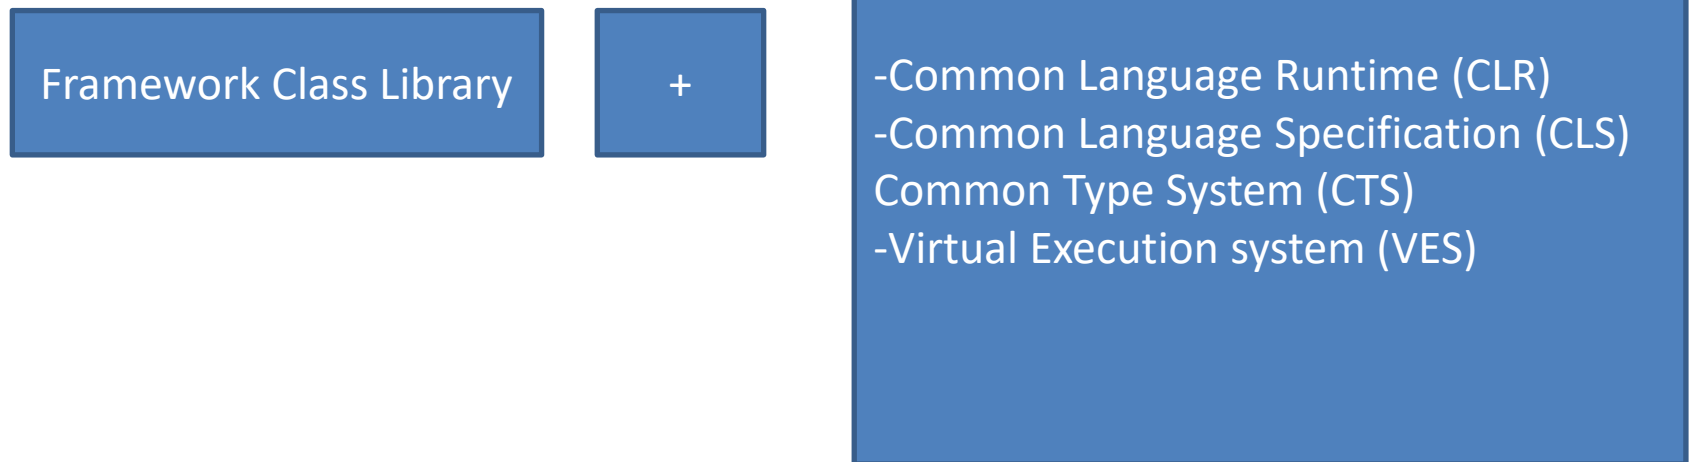 Framework Class Library
+
-Common Language Runtime (CLR)
-Common Language Specification (CLS)
Common Type System (CTS)
-Virtual Execution system (VES)